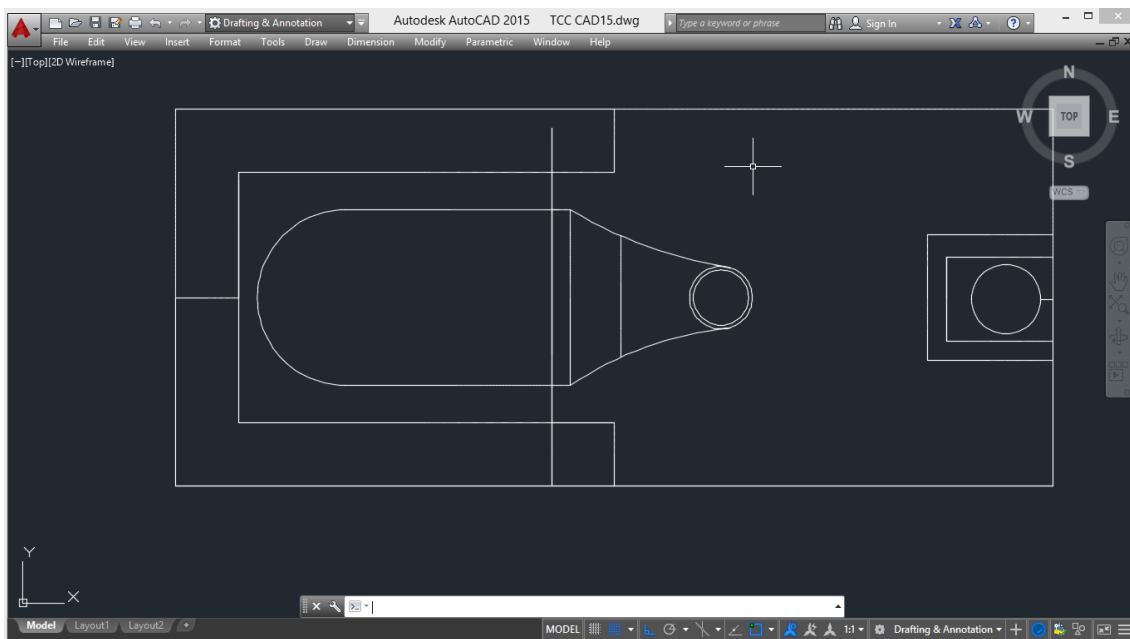 Drafting & Annotation Autodesk AutoCAD 2015 TCC CAD15.dwg Type a keyword or phrase Sign In
File Edit View Insert Format Tools Draw Dimension Modify Parametric Window Help
[−][Top][2D Wireframe]
N
W TOP E
S
WCS
Y
X
Model Layout1 Layout2 +
MODEL 1:1 Drafting & Annotation